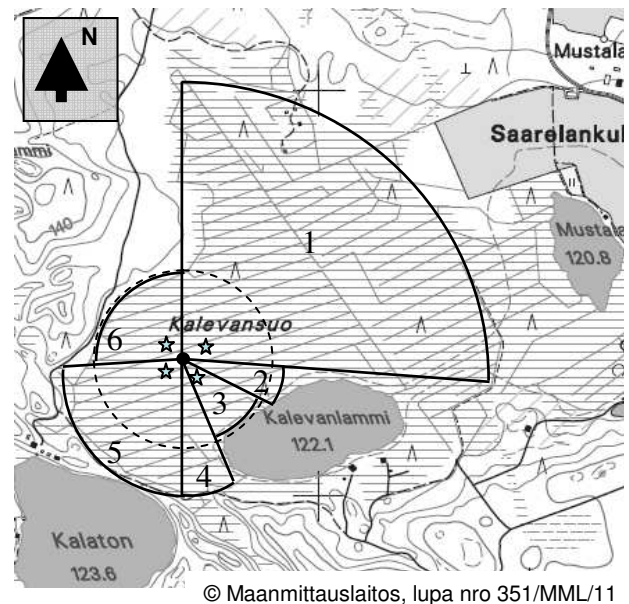 N
Mustala
Saarelankul
lammi
140
1
Mustala
120.8
Kalevansuo
6
2
3
Kalevanlammi
122.1
5
4
Kalaton
123.6
© Maanmittauslaitos, lupa nro 351/MML/11